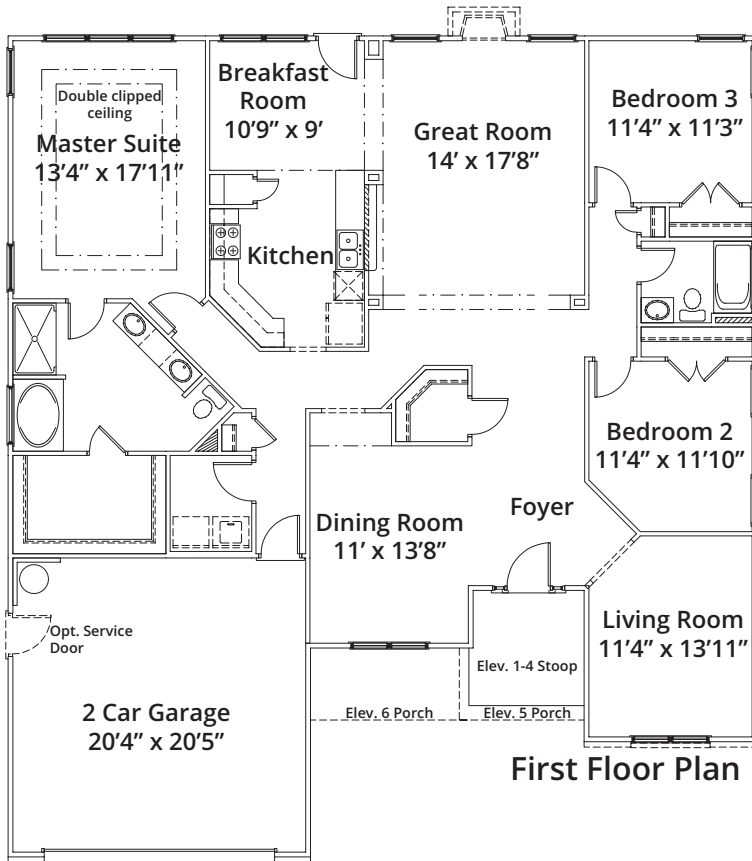 Double clipped
ceiling
Master Suite
13’4” x 17’11”
Breakfast
Room
10’9” x 9’
Great Room
14’ x 17’8”
Bedroom 3
11’4” x 11’3”
Kitchen
Bedroom 2
11’4” x 11’10”
Dining Room
11’ x 13’8”
Foyer
Living Room
11’4” x 13’11”
Opt. Service
Door
Elev. 1-4 Stoop
2 Car Garage
20’4” x 20’5”
Elev. 6 Porch
Elev. 5 Porch
First Floor Plan